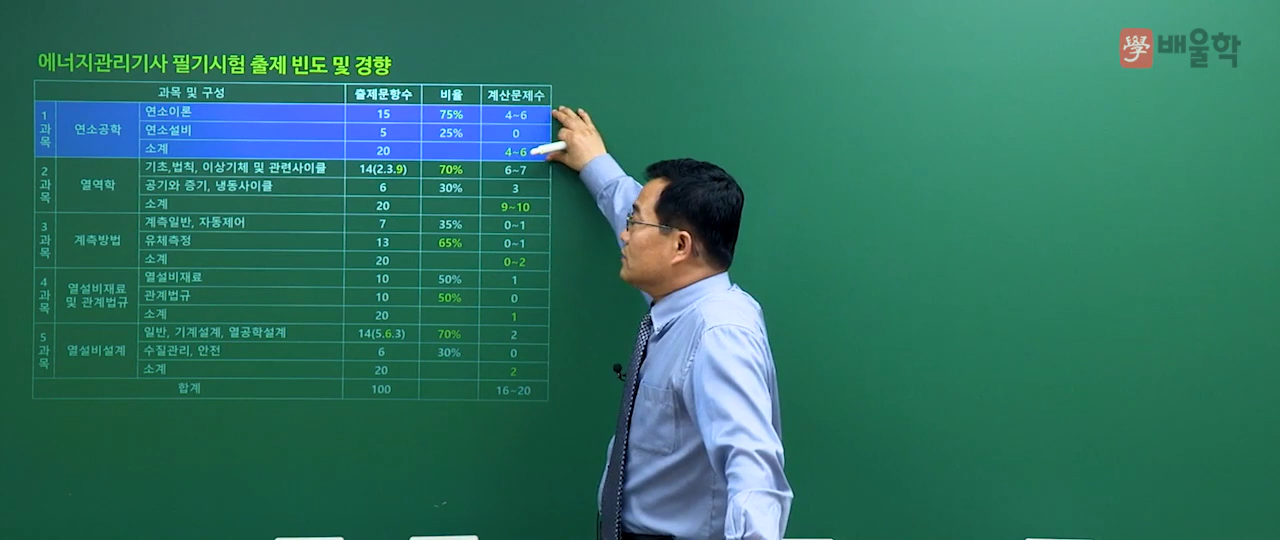 學 배울학
에너지관리기사 필기시험 출제 빈도 및 경향
과목 및 구성 출제문항수 비율 계산문제수
1과목 연소공학 연소이론 15 75% 4~6
연소설비 5 25% 0
소계 20 4~6
2과목 열역학 기초,법칙, 이상기체 및 관련사이클 14(2.3.9) 70% 6~7
공기와 증기, 냉동사이클 6 30% 3
소계 20 9~10
3과목 계측방법 계측일반, 자동제어 7 35% 0~1
유체측정 13 65% 0~1
소계 20 0~2
4과목 열설비재료 및 관계법규 열설비재료 10 50% 1
관계법규 10 50% 0
소계 20 1
5과목 열설비설계 일반, 기계설계, 열공학설계 14(5.6.3) 70% 2
수질관리, 안전 6 30% 0
소계 20 2
합계 100 16~20